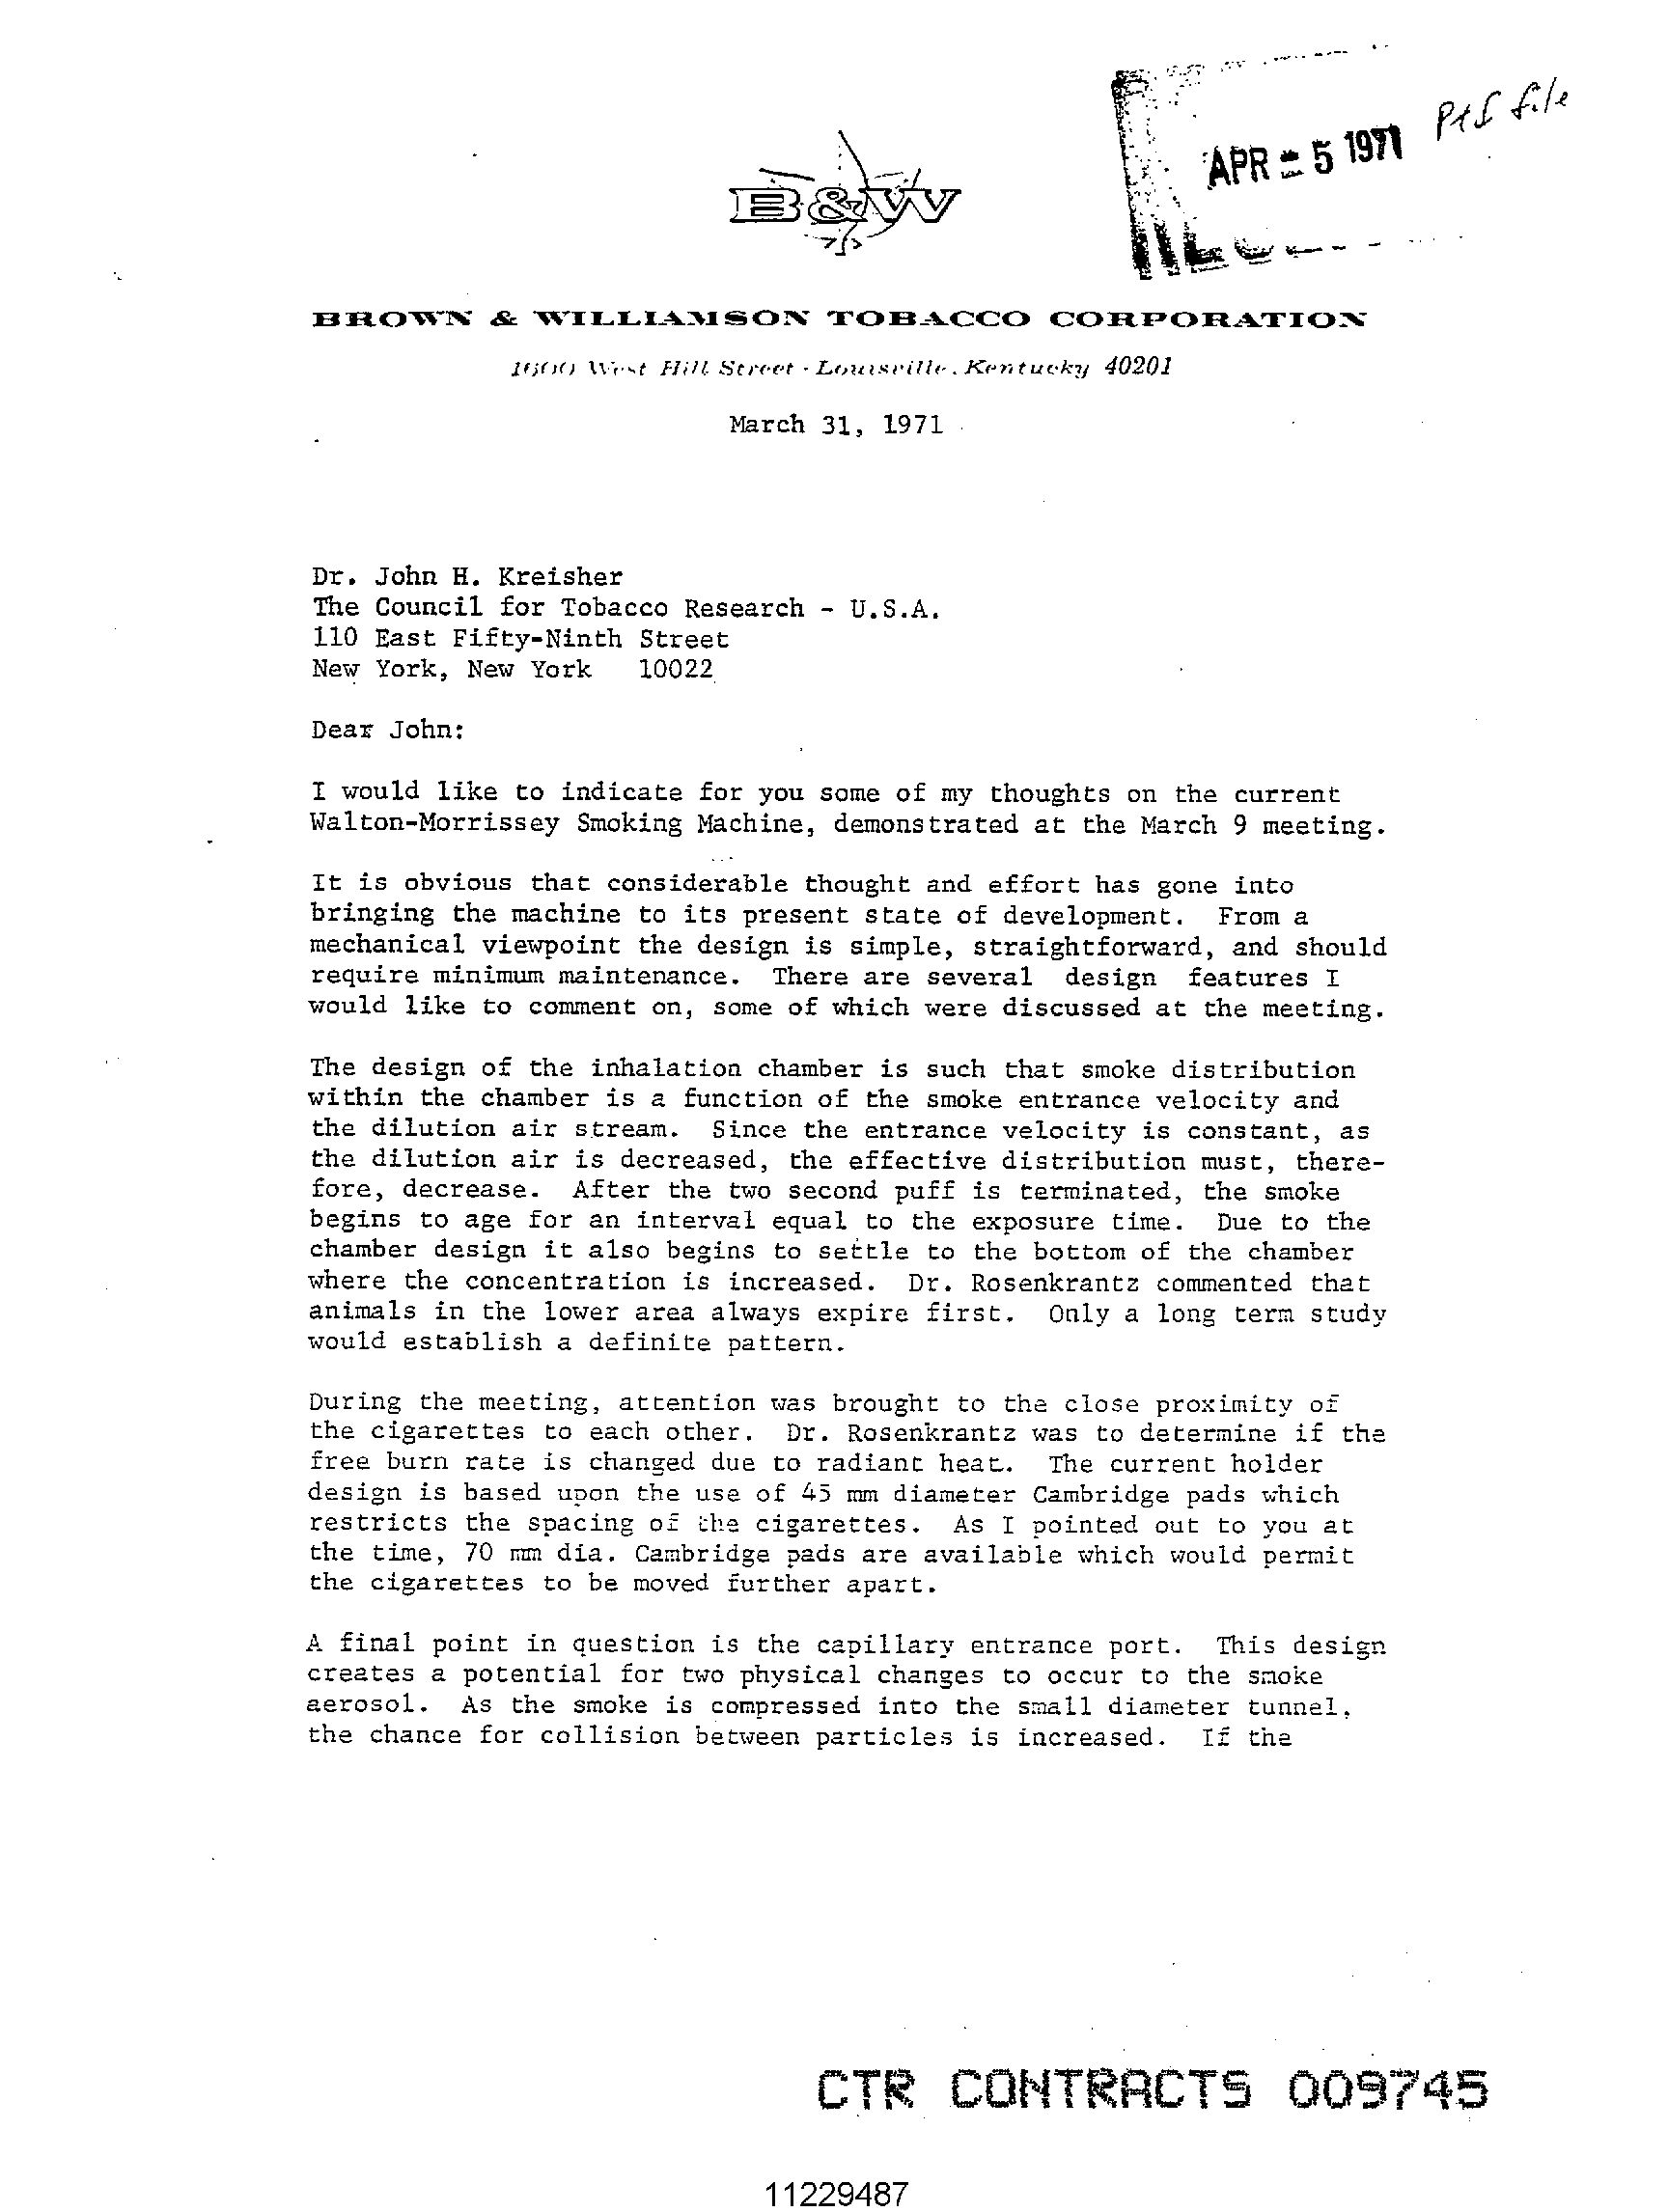 APR - 5 1971
file
B&W
BROWN & WILLIAMSON TOBACCO CORPORATION
1600 West Hill Street - Louisville, Kentucky 40201
March 31, 1971
Dr. John H. Kreisher
The Council for Tobacco Research - U.S.A.
110 East Fifty-Ninth Street
New York, New York 10022
Dear John:
I would like to indicate for you some of my thoughts on the current
Walton-Morrissey Smoking Machine, demonstrated at the March 9 meeting.
It is obvious that considerable thought and effort has gone into
bringing the machine to its present state of development. From a
mechanical viewpoint the design is simple, straightforward, and should
require minimum maintenance. There are several design features I
would like to comment on, some of which were discussed at the meeting.
The design of the inhalation chamber is such that smoke distribution
within the chamber is a function of the smoke entrance velocity and
the dilution air stream. Since the entrance velocity is constant, as
the dilution air is decreased, the effective distribution must, there-
fore, decrease. After the two second puff is terminated, the smoke
begins to age for an interval equal to the exposure time. Due to the
chamber design it also begins to settle to the bottom of the chamber
where the concentration is increased. Dr. Rosenkrantz commented that
animals in the lower area always expire first. Only a long term study
would establish a definite pattern.
During the meeting, attention was brought to the close proximity of
the cigarettes to each other. Dr. Rosenkrantz was to determine if the
free burn rate is changed due to radiant heat. The current holder
design is based upon the use of 45 mm diameter Cambridge pads which
restricts the spacing of the cigarettes. As I pointed out to you at
the time, 70 mm dia. Cambridge pads are available which would permit
the cigarettes to be moved further apart.
A final point in question is the capillary entrance port. This design
creates a potential for two physical changes to occur to the smoke
aerosol. As the smoke is compressed into the small diameter tunnel,
the chance for collision between particles is increased. If the
CTR CONTRACTS 009745
11229487